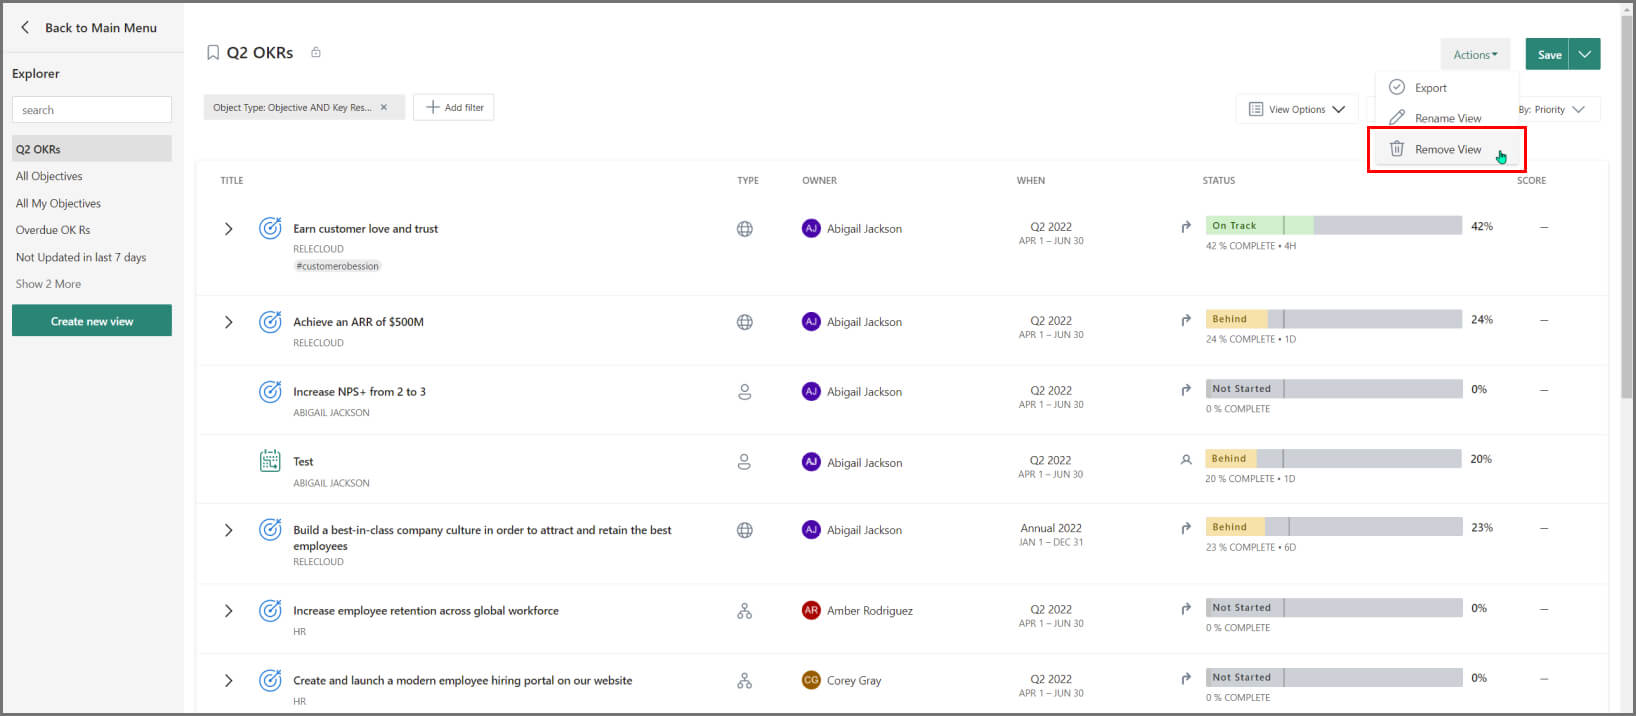 Back to Main Menu
Explorer
search
Q2 OKRs
All Objectives
All My Objectives
Overdue OK Rs
Not Updated in last 7 days
Show 2 More
Create new view
Q2 OKRs
Actions
Save
Export
Rename View
Remove View
Object Type: Objective AND Key Res... ×
Add filter
View Options
By: Priority
TITLE TYPE OWNER WHEN STATUS SCORE
Earn customer love and trust
RELECLOUD
#customerobession
AJ Abigail Jackson
Q2 2022
APR 1 – JUN 30
On Track 42% –
42 % COMPLETE • 4H
Achieve an ARR of $500M
RELECLOUD
AJ Abigail Jackson
Q2 2022
APR 1 – JUN 30
Behind 24% –
24 % COMPLETE • 1D
Increase NPS+ from 2 to 3
ABIGAIL JACKSON
AJ Abigail Jackson
Q2 2022
APR 1 – JUN 30
Not Started 0% –
0 % COMPLETE
Test
ABIGAIL JACKSON
AJ Abigail Jackson
Q2 2022
APR 1 – JUN 30
Behind 20%
20 % COMPLETE • 1D
Build a best-in-class company culture in order to attract and retain the best
employees
RELECLOUD
AJ Abigail Jackson
Annual 2022
JAN 1 – DEC 31
Behind 23% –
23 % COMPLETE • 6D
Increase employee retention across global workforce
HR
AR Amber Rodriguez
Q2 2022
APR 1 – JUN 30
Not Started 0% –
0 % COMPLETE
Create and launch a modern employee hiring portal on our website
HR
CG Corey Gray
Q2 2022
APR 1 – JUN 30
Not Started 0% –
0 % COMPLETE